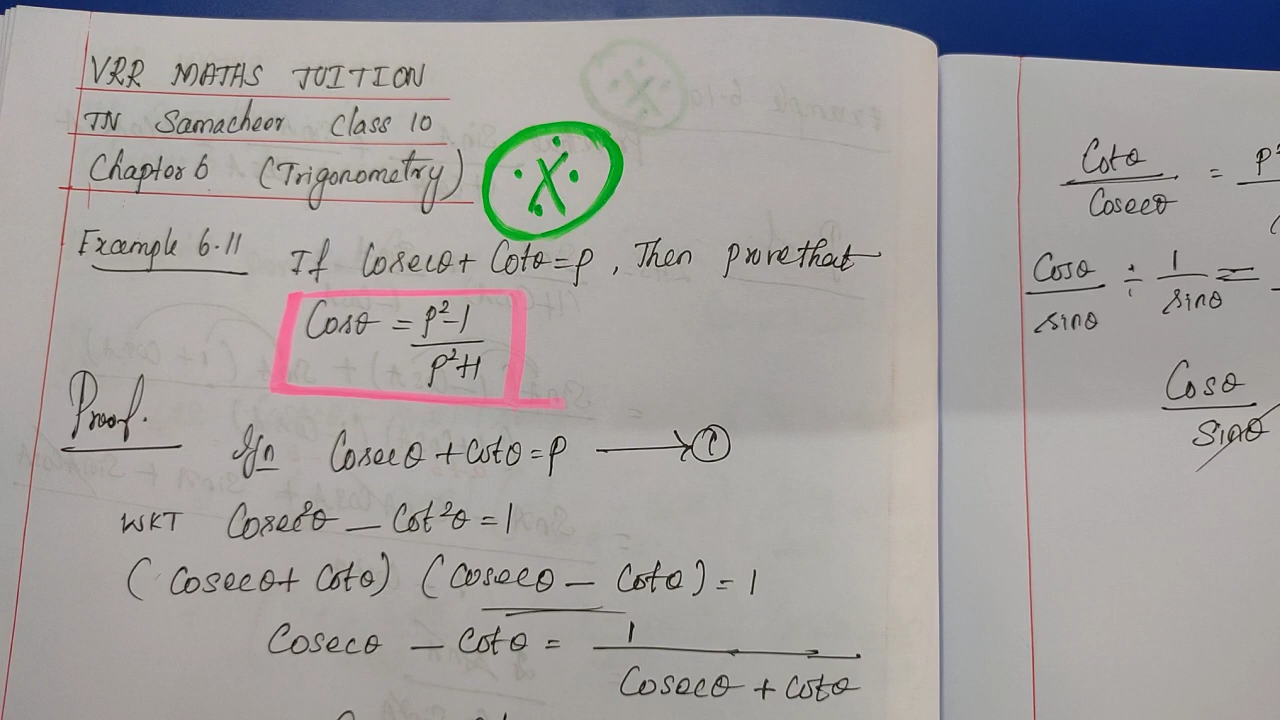 VRR MATHS TUITION
TN Samacheer Class 10
Chapter 6 (Trigonometry)
Example 6.11 If Cosecθ + Cotθ = p, Then prove that
Cosθ = p²-1 / p²+1
Proof.
Gn Cosecθ + Cotθ = p → ①
WKT Cosec²θ - Cot²θ = 1
(Cosecθ + Cotθ) (Cosecθ - Cotθ) = 1
Cosecθ - Cotθ = 1 / Cosecθ + Cotθ
Cotθ / Cosecθ = p²
Cosθ / sinθ ÷ 1 / sinθ =
Cosθ / Sinθ